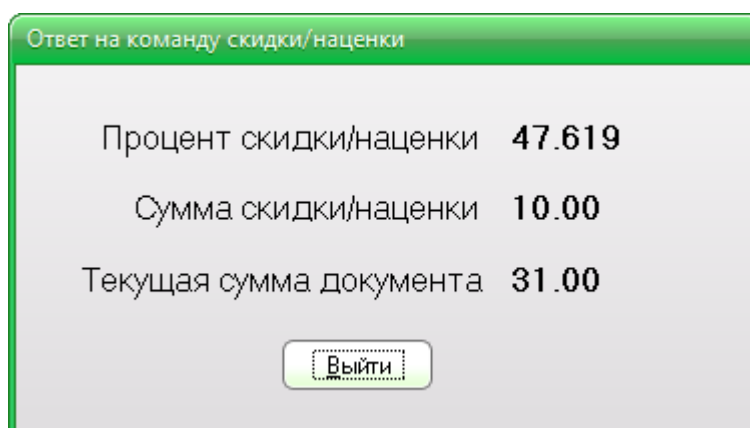 Ответ на команду скидки/наценки
Процент скидки/наценки 47.619
Сумма скидки/наценки 10.00
Текущая сумма документа 31.00
Выйти